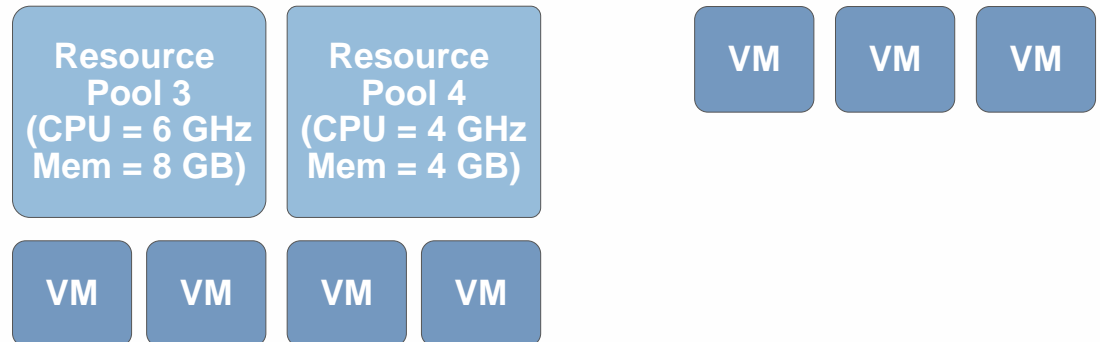 Resource
Pool 3
(CPU = 6 GHz
Mem = 8 GB)
Resource
Pool 4
(CPU = 4 GHz
Mem = 4 GB)
VM
VM
VM
VM
VM
VM
VM